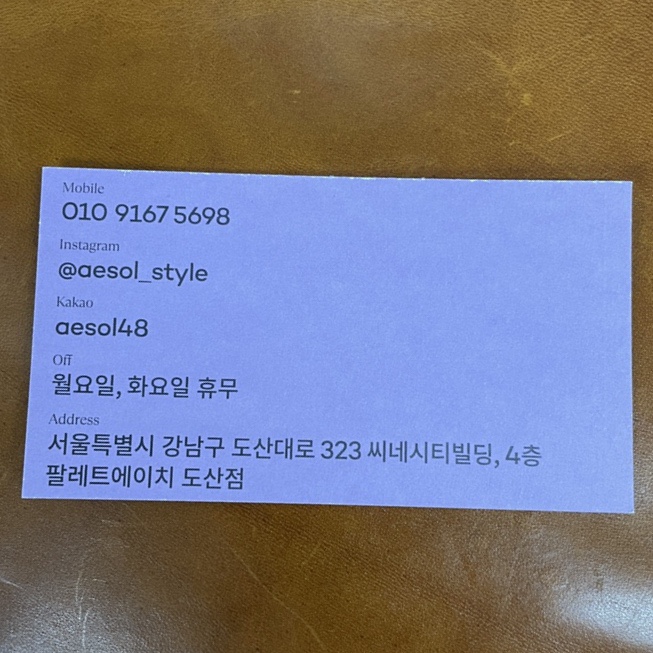 Mobile
010 9167 5698
Instagram
@aesol_style
Kakao
aesol48
Off
월요일, 화요일 휴무
Address
서울특별시 강남구 도산대로 323 씨네시티빌딩, 4층
팔레트에이치 도산점